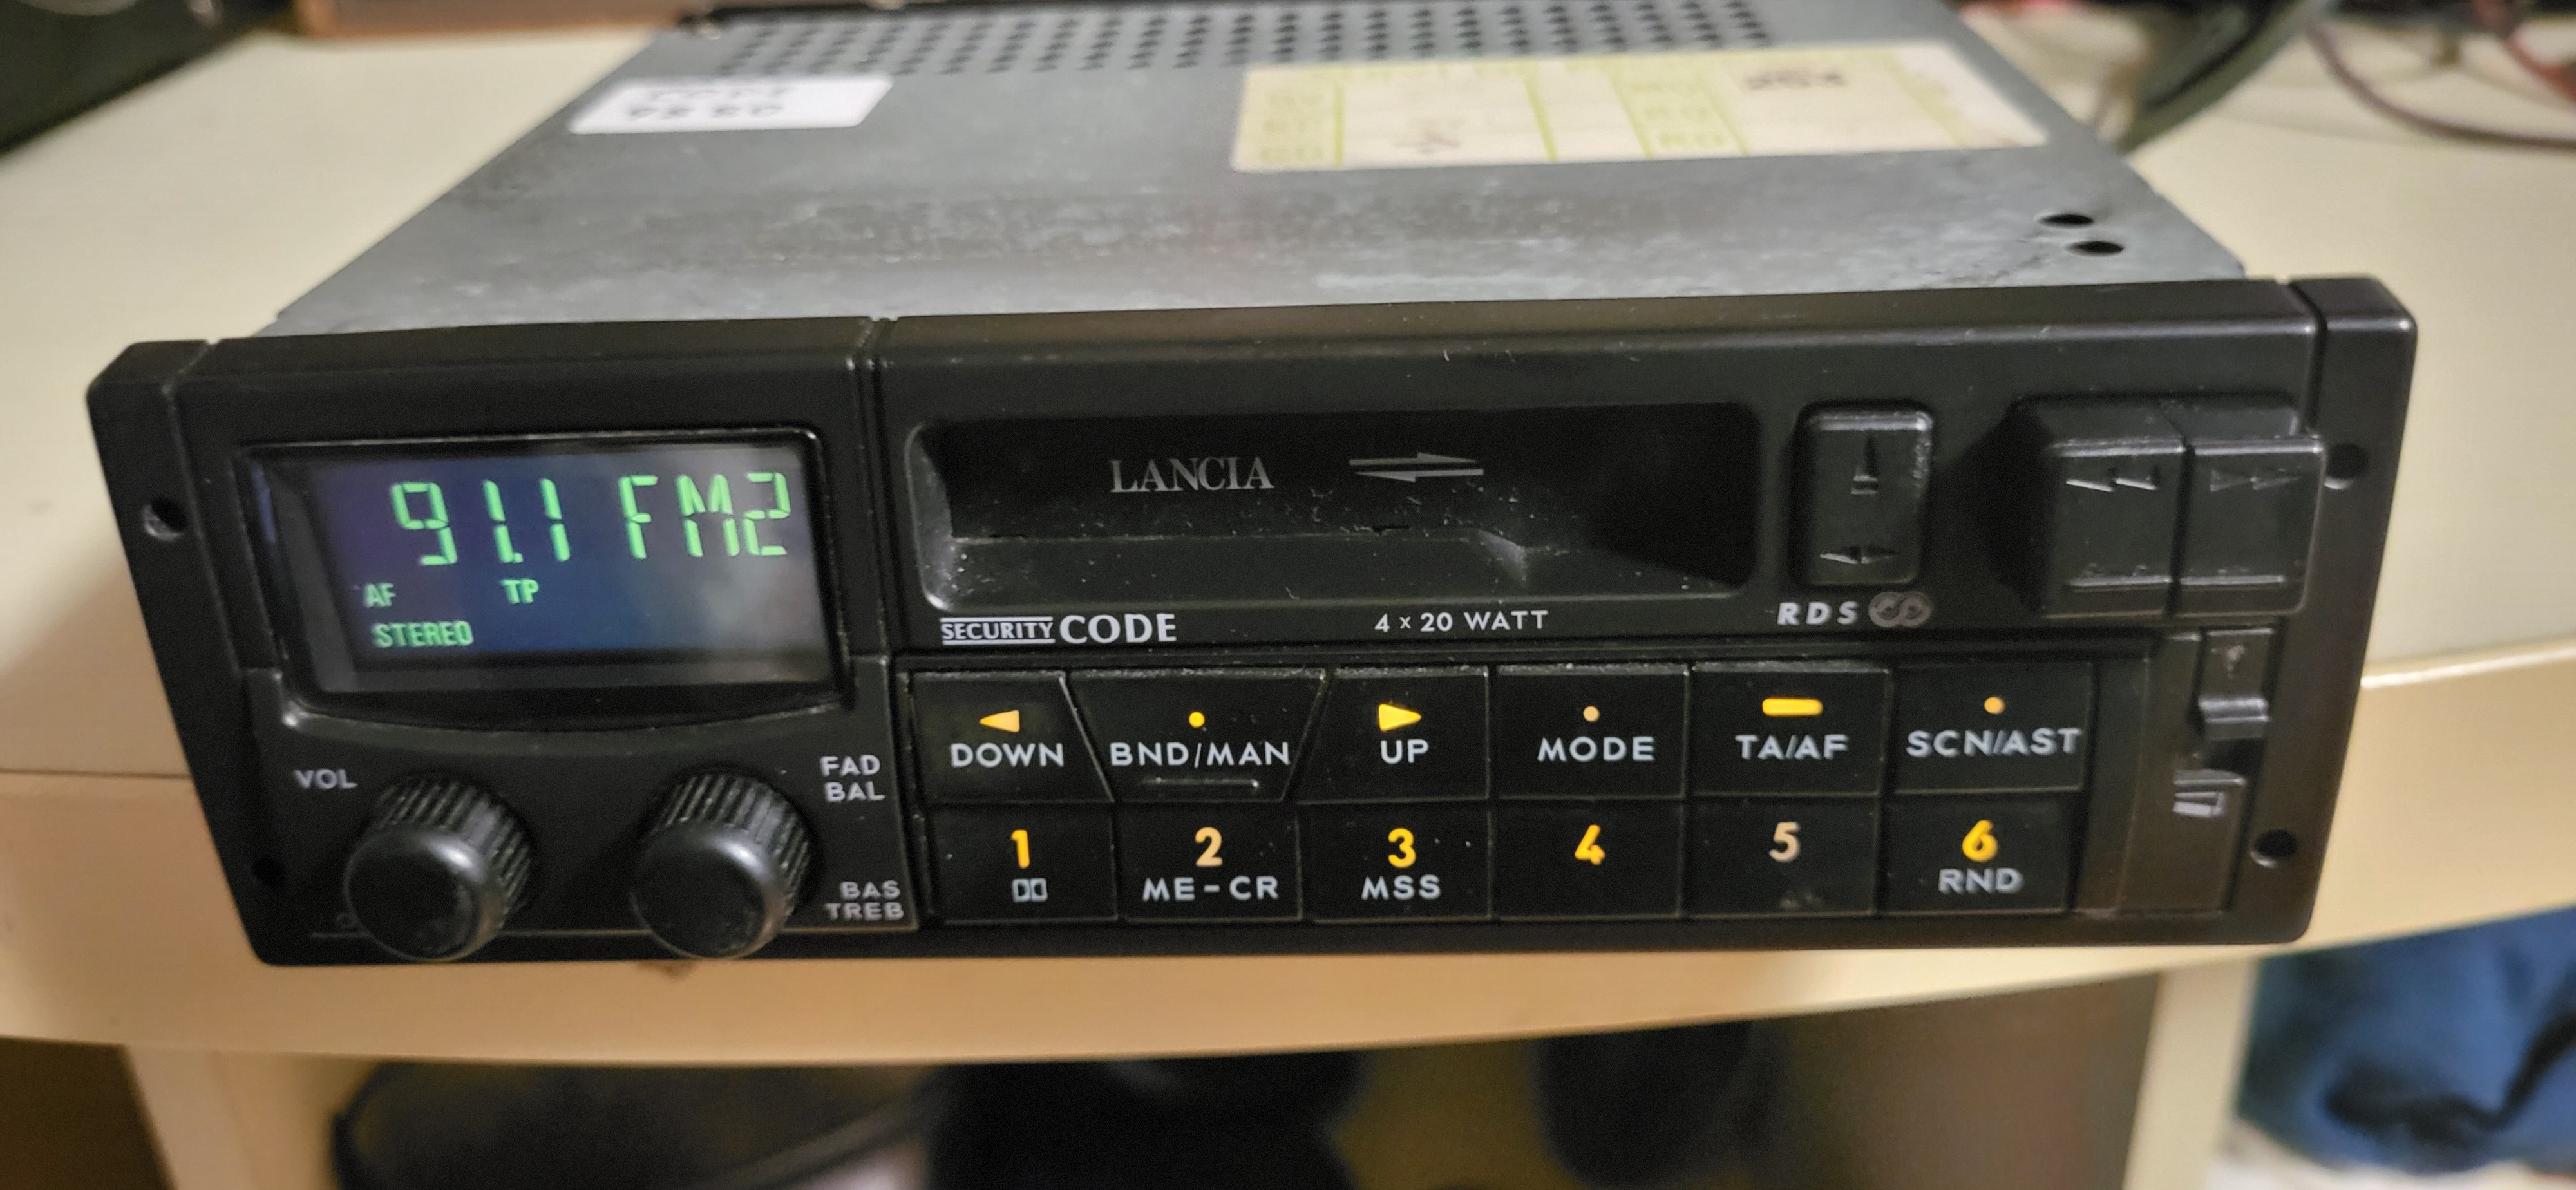 91.1 FM2
AF TP
STEREO
VOL
FAD
BAL
BAS
TREB
LANCIA
SECURITY CODE
4 x 20 WATT
RDS
DOWN
BND/MAN
UP
MODE
TA/AF
SCN/AST
1
2
ME-CR
3
MSS
4
5
6
RND